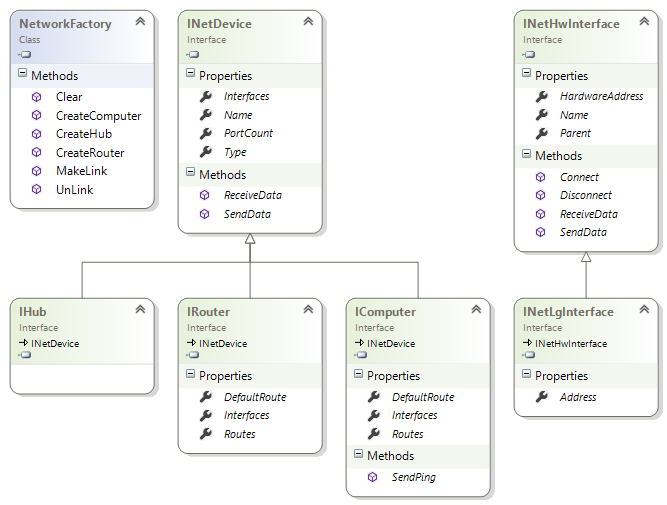 NetworkFactory
Class
Methods
Clear
CreateComputer
CreateHub
CreateRouter
MakeLink
UnLink
INetDevice
Interface
Properties
Interfaces
Name
PortCount
Type
Methods
ReceiveData
SendData
INetHwInterface
Interface
Properties
HardwareAddress
Name
Parent
Methods
Connect
Disconnect
ReceiveData
SendData
IHub
Interface
INetDevice
IRouter
Interface
INetDevice
Properties
DefaultRoute
Interfaces
Routes
IComputer
Interface
INetDevice
Properties
DefaultRoute
Interfaces
Routes
Methods
SendPing
INetLgInterface
Interface
INetHwInterface
Properties
Address